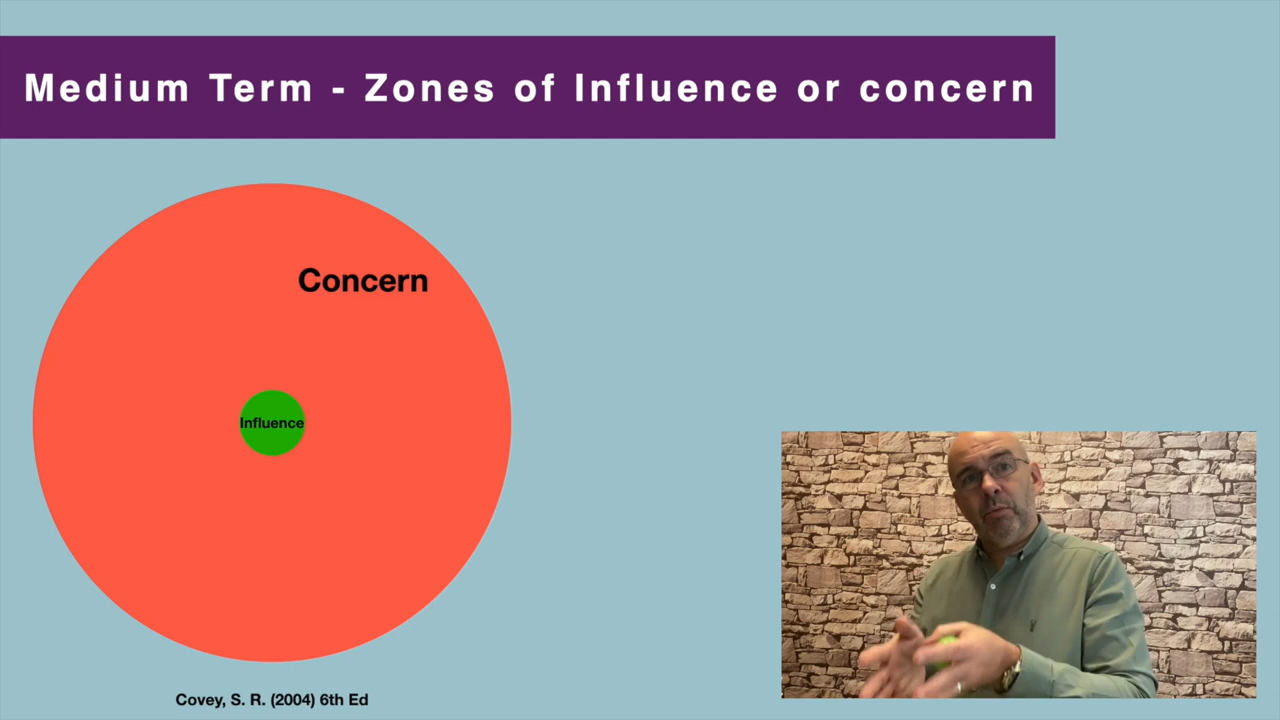 Medium Term - Zones of Influence or concern
Concern
Influence
Covey, S. R. (2004) 6th Ed